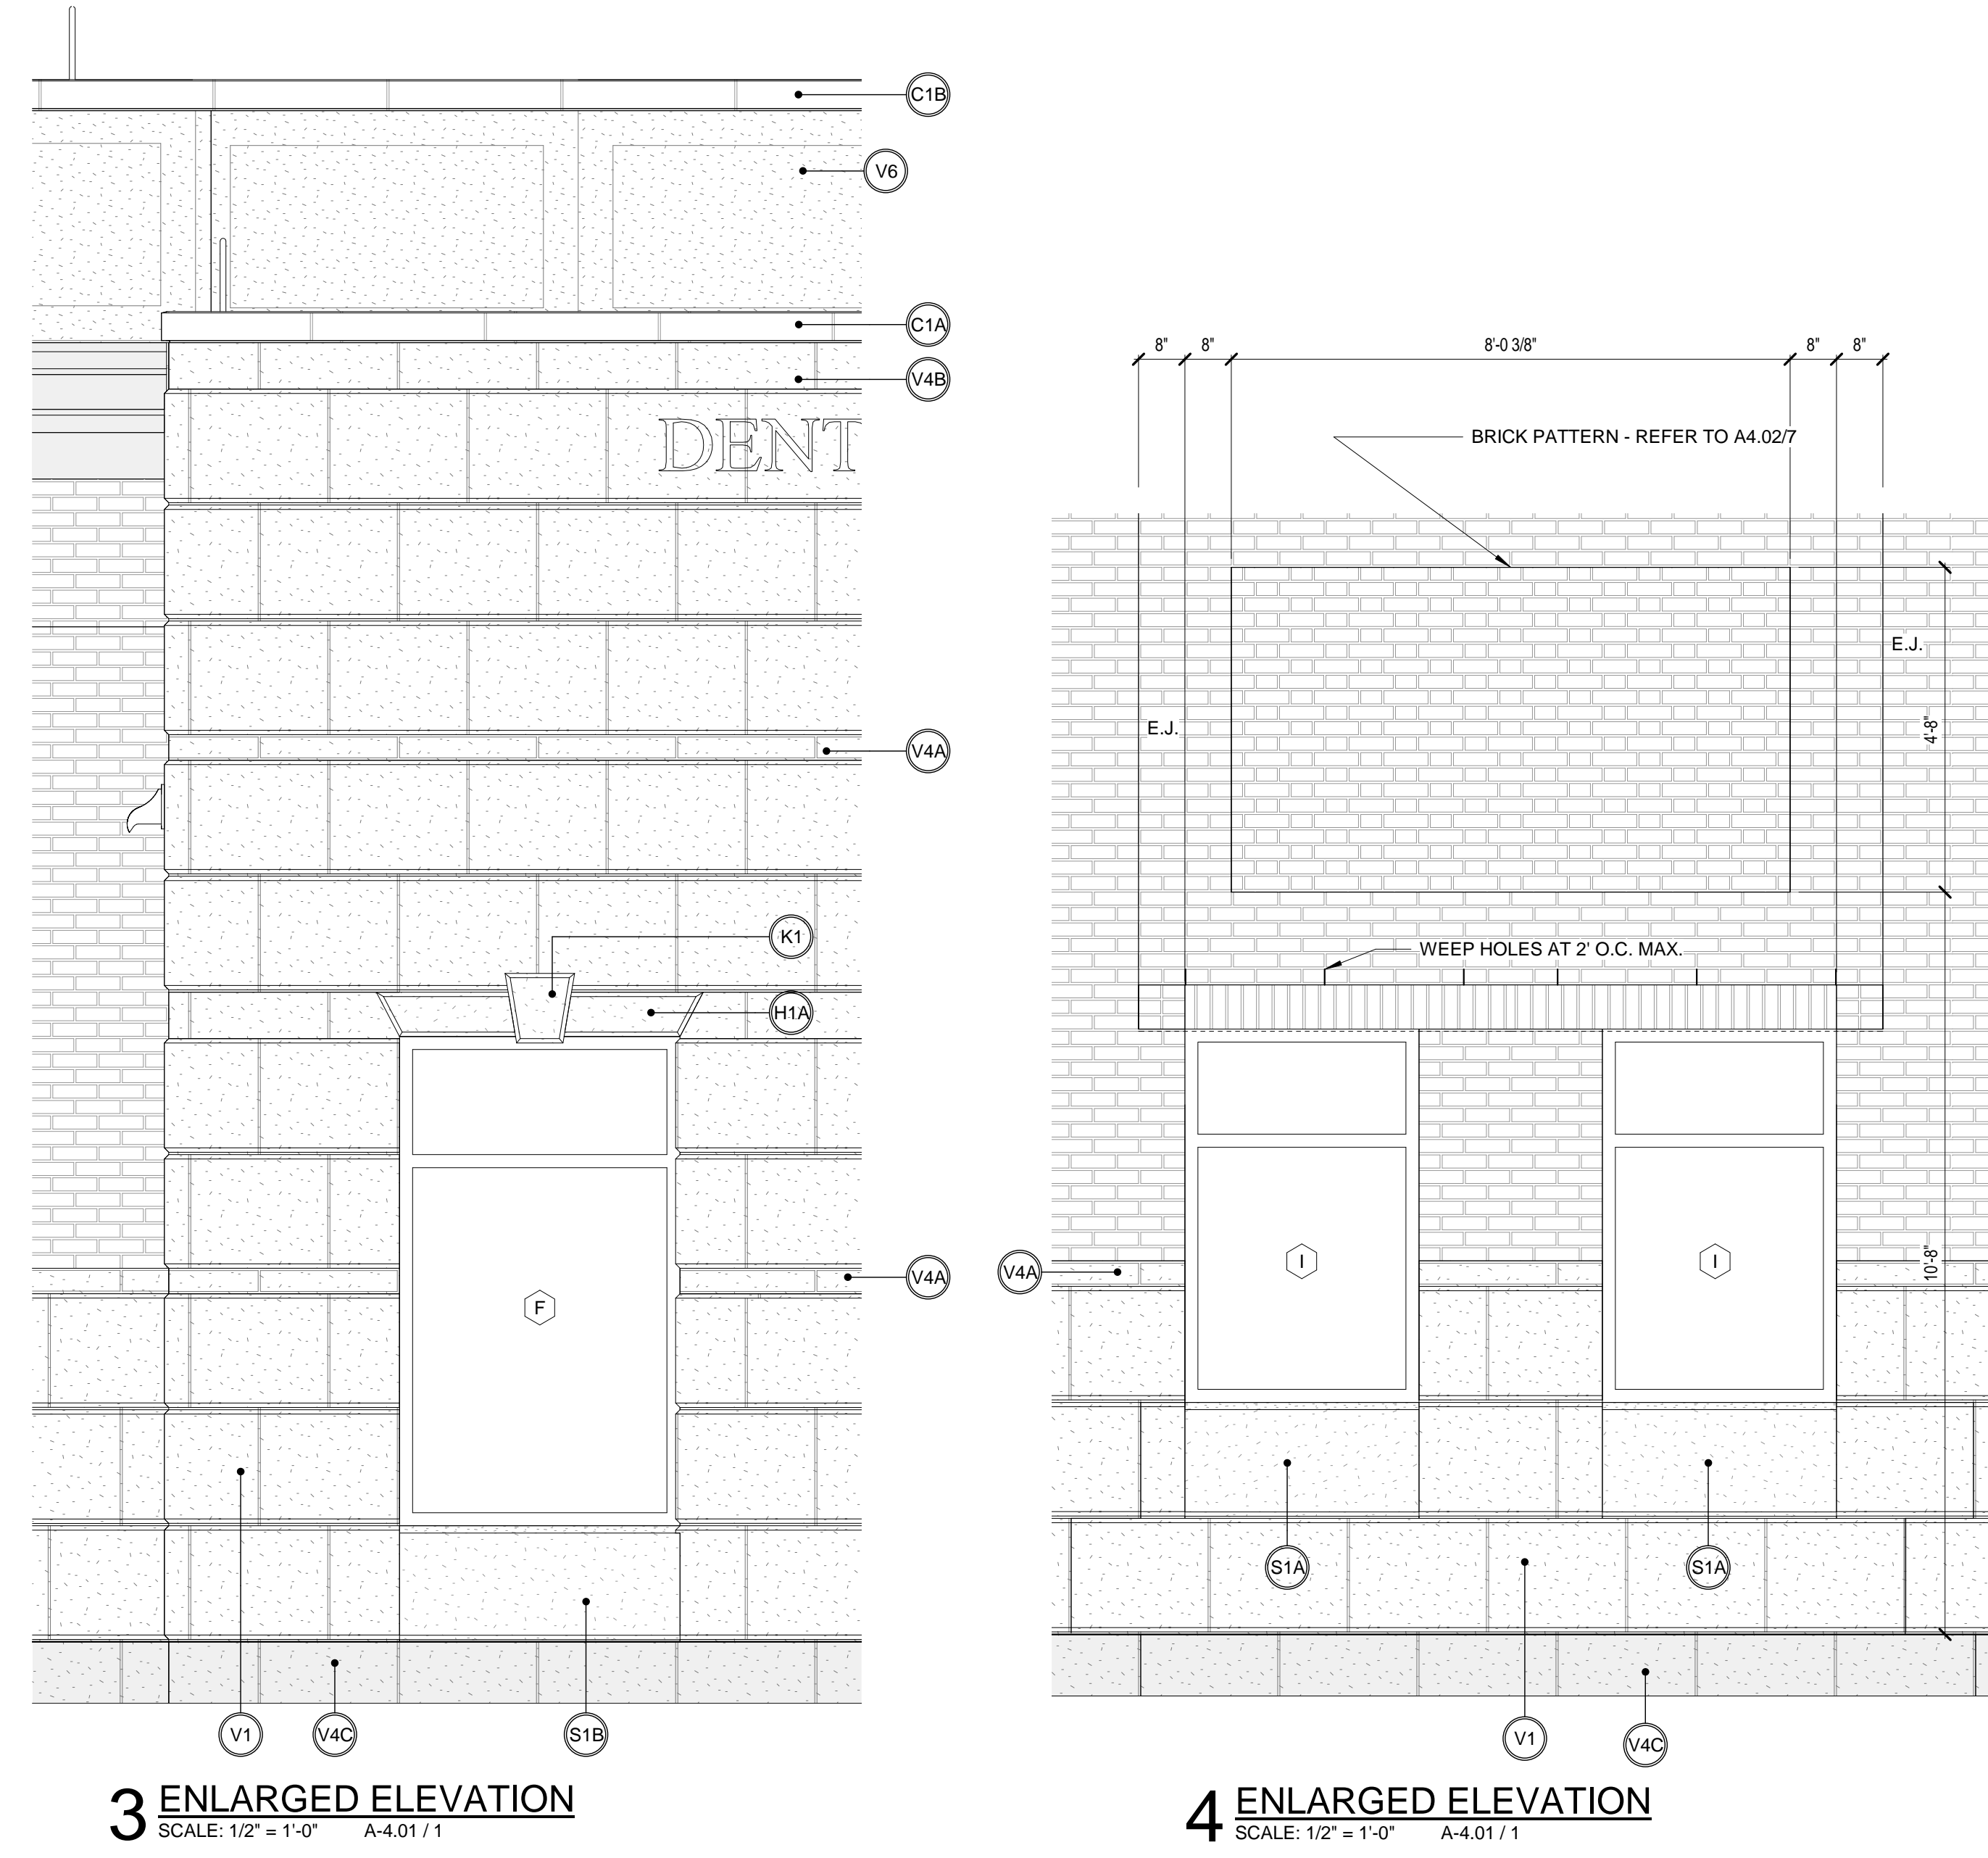 C1B
V6
C1A
V4B
DENT
V4A
K1
H1A
V4A
F
V1
V4C
S1B
3 ENLARGED ELEVATION
SCALE: 1/2" = 1'-0" A-4.01 / 1
8" 8" 8'-0 3/8" 8" 8"
BRICK PATTERN - REFER TO A4.02/7
E.J.
E.J.
4'-8"
WEEP HOLES AT 2' O.C. MAX.
V4A
I
I
10'-8"
S1A
S1A
V1
V4C
4 ENLARGED ELEVATION
SCALE: 1/2" = 1'-0" A-4.01 / 1